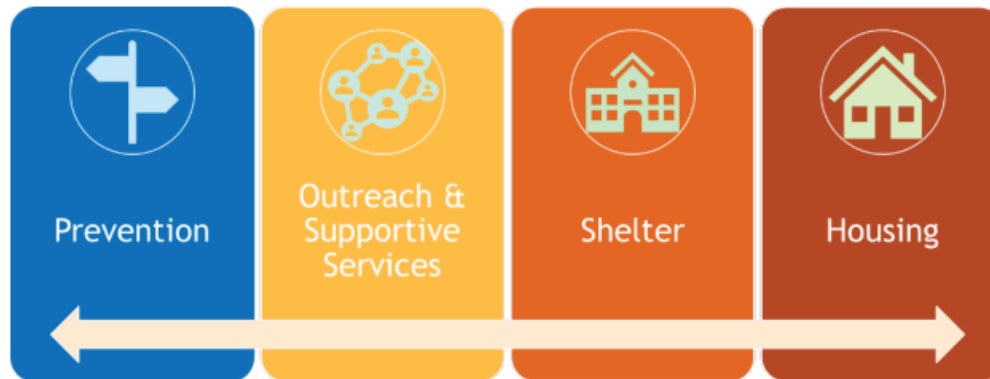 Prevention
Outreach &
Supportive
Services
Shelter
Housing